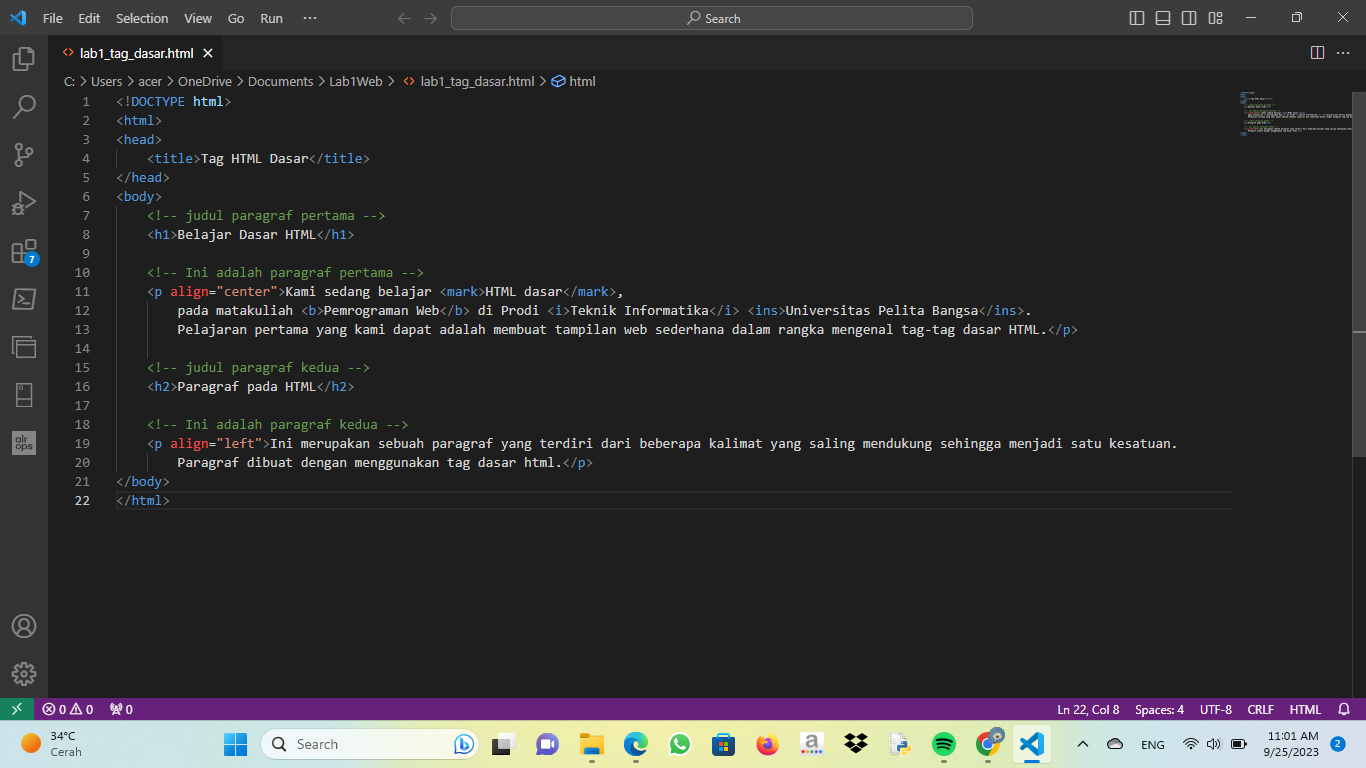 File Edit Selection View Go Run ··· Search
lab1_tag_dasar.html
C: > Users > acer > OneDrive > Documents > Lab1Web > lab1_tag_dasar.html > html
1 <!DOCTYPE html>
2 <html>
3 <head>
4 <title>Tag HTML Dasar</title>
5 </head>
6 <body>
7 <!-- judul paragraf pertama -->
8 <h1>Belajar Dasar HTML</h1>
9
10 <!-- Ini adalah paragraf pertama -->
11 <p align="center">Kami sedang belajar <mark>HTML dasar</mark>,
12 pada matakuliah <b>Pemrograman Web</b> di Prodi <i>Teknik Informatika</i> <ins>Universitas Pelita Bangsa</ins>.
13 Pelajaran pertama yang kami dapat adalah membuat tampilan web sederhana dalam rangka mengenal tag-tag dasar HTML.</p>
14
15 <!-- judul paragraf kedua -->
16 <h2>Paragraf pada HTML</h2>
17
18 <!-- Ini adalah paragraf kedua -->
19 <p align="left">Ini merupakan sebuah paragraf yang terdiri dari beberapa kalimat yang saling mendukung sehingga menjadi satu kesatuan.
20 Paragraf dibuat dengan menggunakan tag dasar html.</p>
21 </body>
22 </html>
7
air ops
0 0 0 Ln 22, Col 8 Spaces: 4 UTF-8 CRLF HTML
34°C
Cerah
Search
a
ENG
11:01 AM
9/25/2023
2